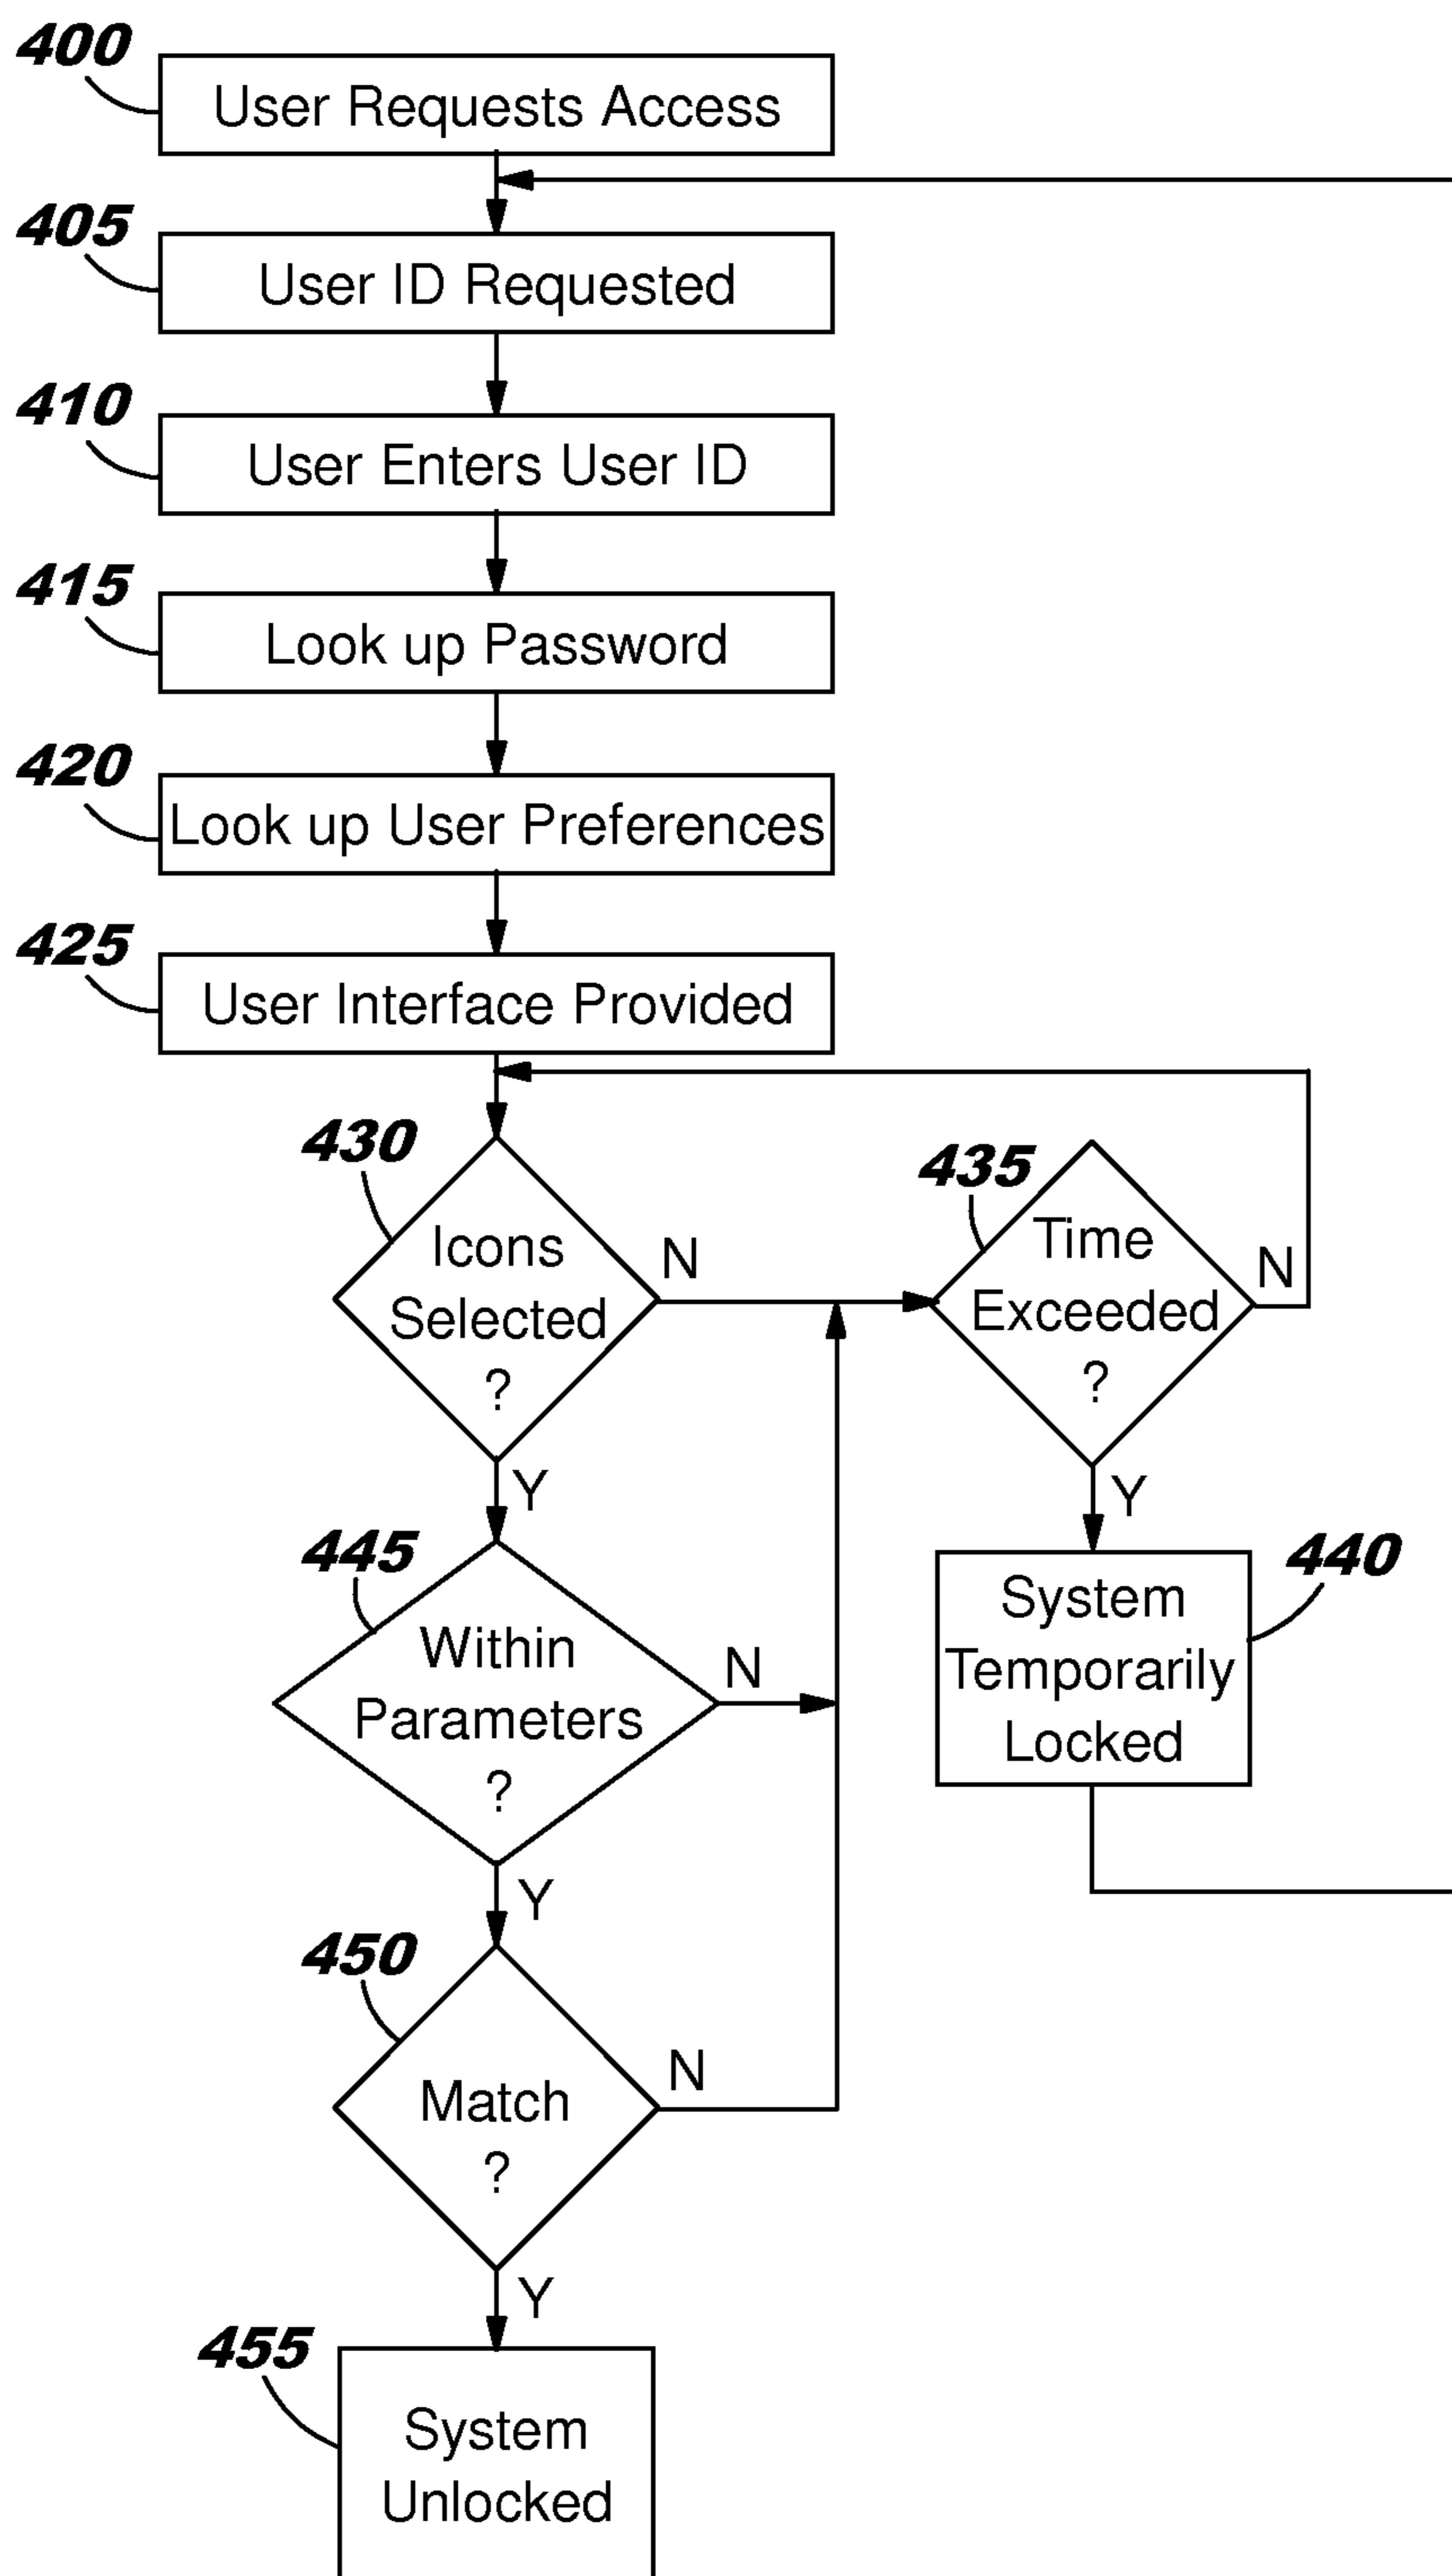 400
User Requests Access
405
User ID Requested
410
User Enters User ID
415
Look up Password
420
Look up User Preferences
425
User Interface Provided
430
Icons
Selected
?
N
435
Time
Exceeded
?
N
Y
Y
445
Within
Parameters
?
N
440
System
Temporarily
Locked
Y
450
Match
?
N
Y
455
System
Unlocked